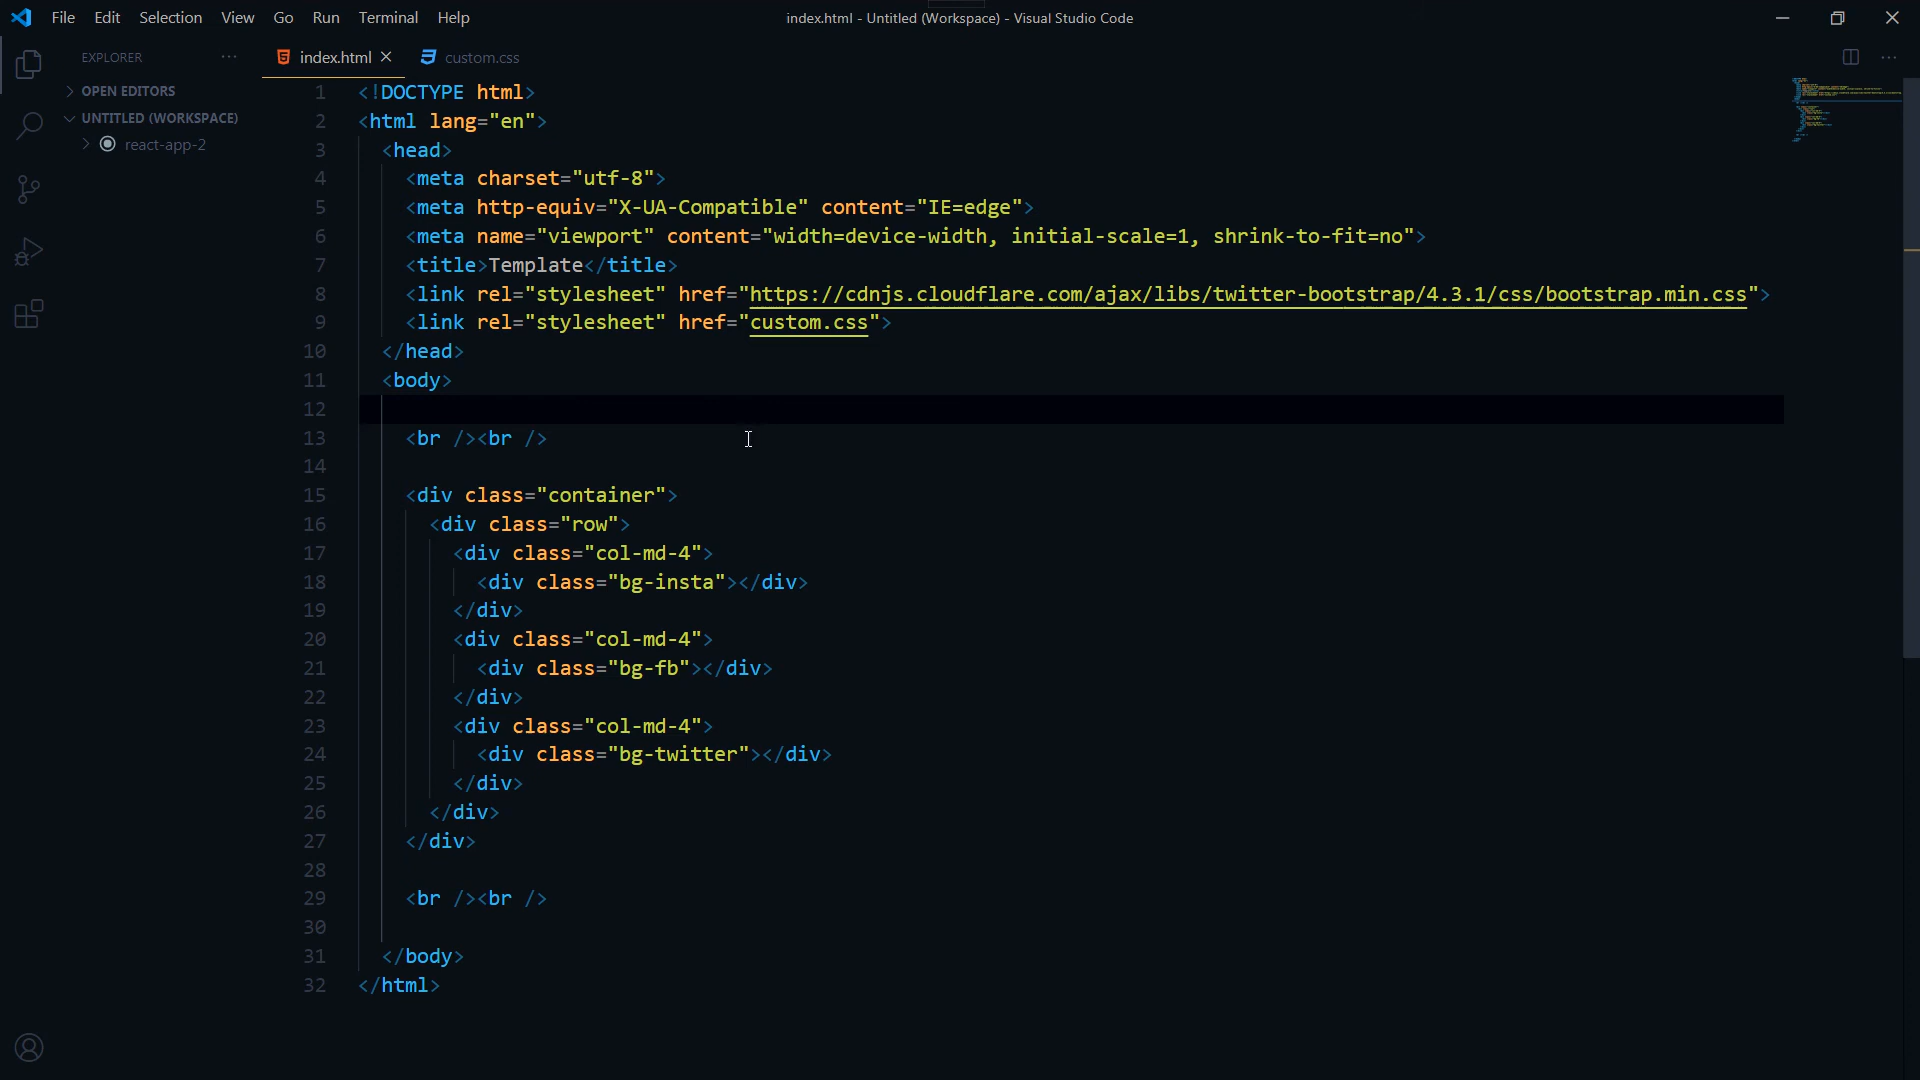 File Edit Selection View Go Run Terminal Help
index.html - Untitled (Workspace) - Visual Studio Code
EXPLORER
OPEN EDITORS
UNTITLED (WORKSPACE)
react-app-2
index.html
custom.css
1 <!DOCTYPE html>
2 <html lang="en">
3   <head>
4     <meta charset="utf-8">
5     <meta http-equiv="X-UA-Compatible" content="IE=edge">
6     <meta name="viewport" content="width=device-width, initial-scale=1, shrink-to-fit=no">
7     <title>Template</title>
8     <link rel="stylesheet" href="https://cdnjs.cloudflare.com/ajax/libs/twitter-bootstrap/4.3.1/css/bootstrap.min.css">
9     <link rel="stylesheet" href="custom.css">
10   </head>
11   <body>
12
13     <br /><br />
14
15     <div class="container">
16       <div class="row">
17         <div class="col-md-4">
18           <div class="bg-insta"></div>
19         </div>
20         <div class="col-md-4">
21           <div class="bg-fb"></div>
22         </div>
23         <div class="col-md-4">
24           <div class="bg-twitter"></div>
25         </div>
26       </div>
27     </div>
28
29     <br /><br />
30
31   </body>
32 </html>